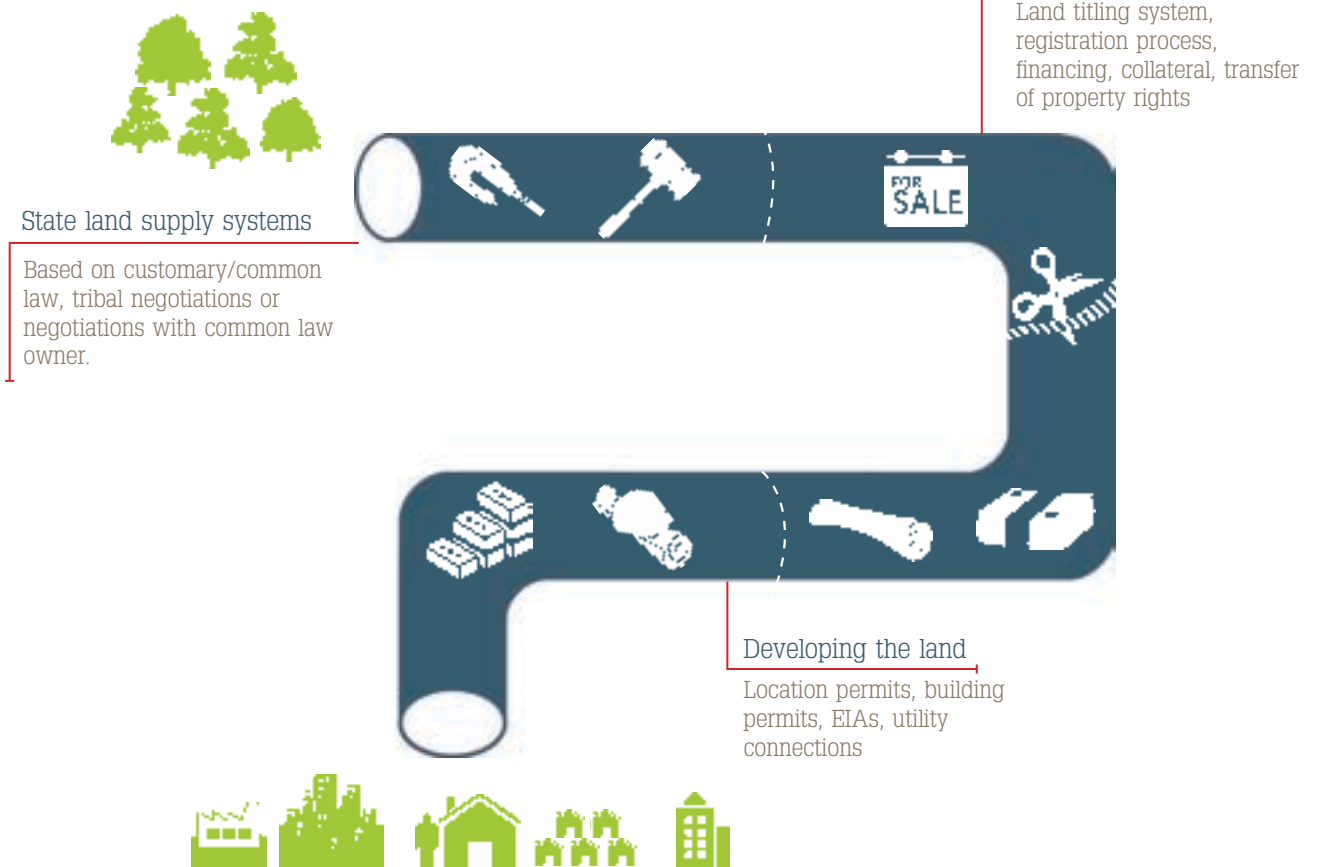 Land titling system,
registration process,
financing, collateral, transfer
of property rights
FOR
SALE
State land supply systems
Based on customary/common
law, tribal negotiations or
negotiations with common law
owner.
Developing the land
Location permits, building
permits, EIAs, utility
connections